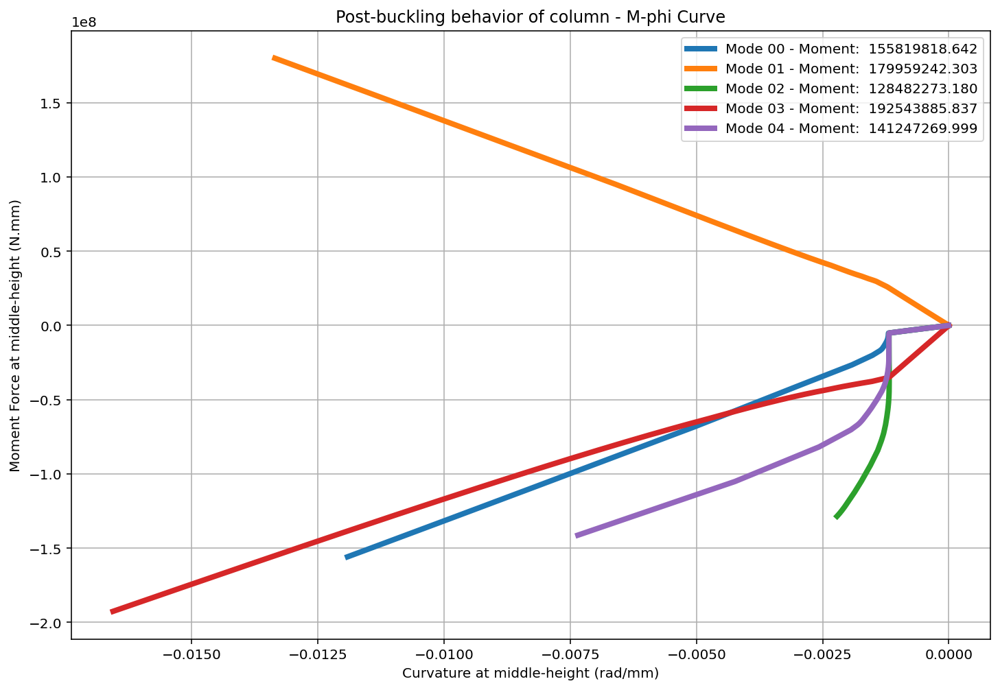 Post-buckling behavior of column - M-phi Curve
1e8
Mode 00 - Moment:  155819818.642
Mode 01 - Moment:  179959242.303
Mode 02 - Moment:  128482273.180
Mode 03 - Moment:  192543885.837
Mode 04 - Moment:  141247269.999
Moment Force at middle-height (N.mm)
1.5
1.0
0.5
0.0
−0.5
−1.0
−1.5
−2.0
−0.0150 −0.0125 −0.0100 −0.0075 −0.0050 −0.0025 0.0000
Curvature at middle-height (rad/mm)